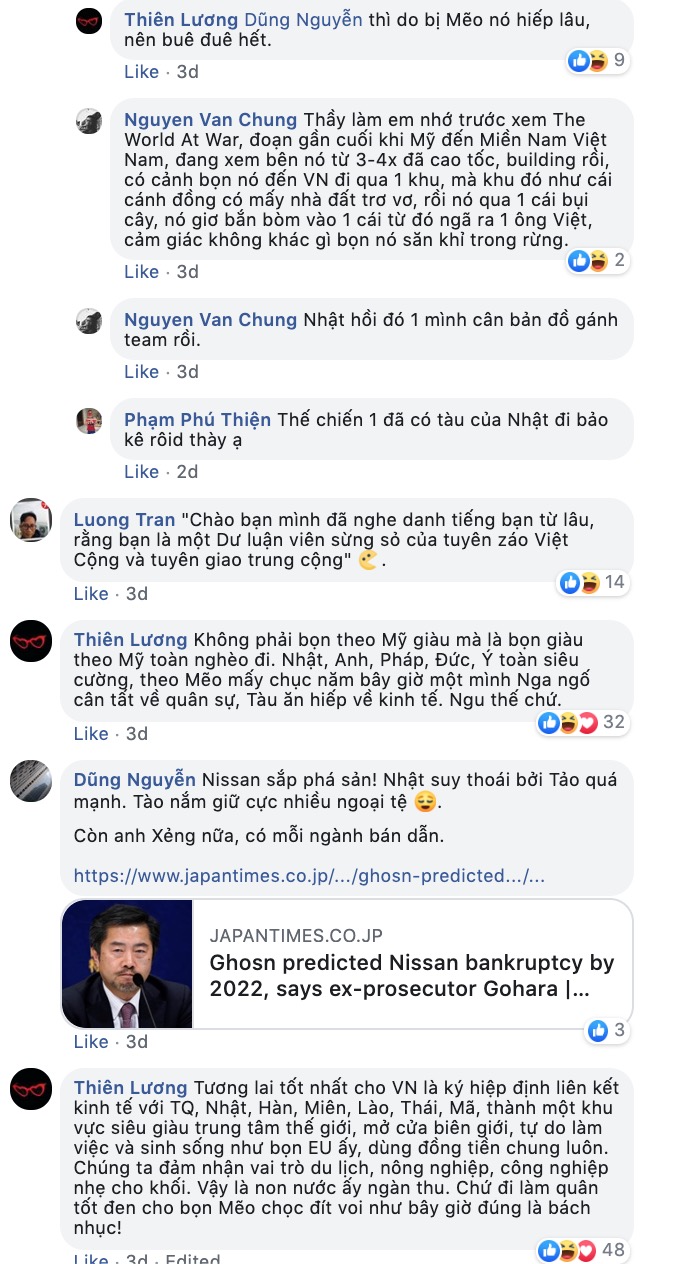 Thiên Lương Dũng Nguyễn thì do bị Mẽo nó hiếp lâu,
nên buê đuê hết.
9
Like · 3d
Nguyen Van Chung Thầy làm em nhớ trước xem The
World At War, đoạn gần cuối khi Mỹ đến Miền Nam Việt
Nam, đang xem bên nó từ 3-4x đã cao tốc, building rồi,
có cảnh bọn nó đến VN đi qua 1 khu, mà khu đó như cái
cánh đồng có mấy nhà đất trơ vơ, rồi nó qua 1 cái bụi
cây, nó giơ bắn bòm vào 1 cái từ đó ngã ra 1 ông Việt,
cảm giác không khác gì bọn nó săn khỉ trong rừng.
2
Like · 3d
Nguyen Van Chung Nhật hồi đó 1 mình cân bản đồ gánh
team rồi.
Like · 3d
Phạm Phú Thiện Thế chiến 1 đã có tàu của Nhật đi bảo
kê rôid thày ạ
Like · 2d
Luong Tran "Chào bạn mình đã nghe danh tiếng bạn từ lâu,
rằng bạn là một Dư luận viên sừng sỏ của tuyên záo Việt
Cộng và tuyên giao trung cộng" .
14
Like · 3d
Thiên Lương Không phải bọn theo Mỹ giàu mà là bọn giàu
theo Mỹ toàn nghèo đi. Nhật, Anh, Pháp, Đức, Ý toàn siêu
cường, theo Mẽo mấy chục năm bây giờ một mình Nga ngố
cân tất về quân sự, Tàu ăn hiếp về kinh tế. Ngu thế chứ.
32
Like · 3d
Dũng Nguyễn Nissan sắp phá sản! Nhật suy thoái bởi Tảo quá
mạnh. Tào nắm giữ cực nhiều ngoại tệ 😌.
Còn anh Xẻng nữa, có mỗi ngành bán dẫn.
https://www.japantimes.co.jp/.../ghosn-predicted.../...
JAPANTIMES.CO.JP
Ghosn predicted Nissan bankruptcy by
2022, says ex-prosecutor Gohara |...
3
Like · 3d
Thiên Lương Tương lai tốt nhất cho VN là ký hiệp định liên kết
kinh tế với TQ, Nhật, Hàn, Miên, Lào, Thái, Mã, thành một khu
vực siêu giàu trung tâm thế giới, mở cửa biên giới, tự do làm
việc và sinh sống như bọn EU ấy, dùng đồng tiền chung luôn.
Chúng ta đảm nhận vai trò du lịch, nông nghiệp, công nghiệp
nhẹ cho khối. Vậy là non nước ấy ngàn thu. Chứ đi làm quân
tốt đen cho bọn Mẽo chọc đít voi như bây giờ đúng là bách
nhục!
48
Like · 3d · Edited